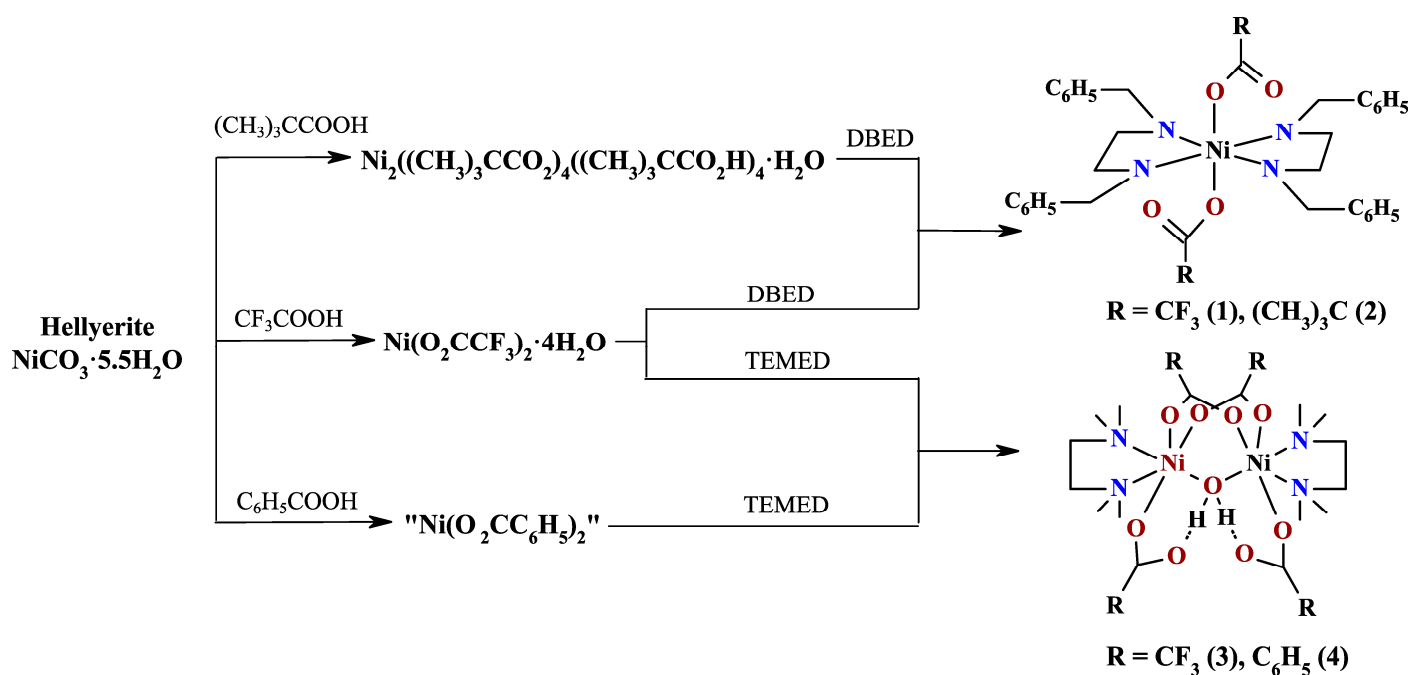 Hellyerite
NiCO₃·5.5H₂O
(CH₃)₃CCOOH
Ni₂((CH₃)₃CCO₂)₄((CH₃)₃CCO₂H)₄·H₂O
DBED
CF₃COOH
Ni(O₂CCF₃)₂·4H₂O
DBED
TEMED
C₆H₅COOH
"Ni(O₂CC₆H₅)₂"
TEMED
R
O O
C₆H₅ C₆H₅
N N
Ni
N N
C₆H₅ O O C₆H₅
R
R = CF₃ (1), (CH₃)₃C (2)
R R
O O O O
N N
Ni Ni
N O N
H H
O O
O O
R R
R = CF₃ (3), C₆H₅ (4)